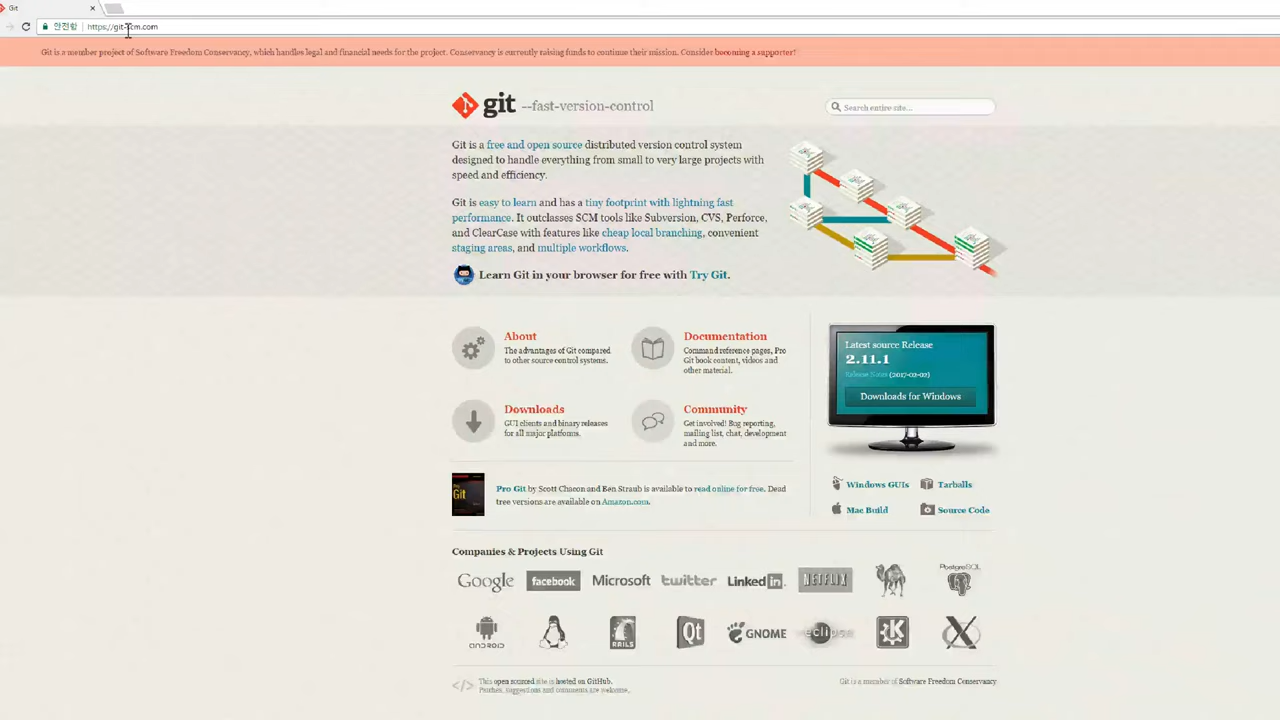 Git
안전함 | https://git-scm.com
Git is a member project of Software Freedom Conservancy, which handles legal and financial needs for the project. Conservancy is currently raising funds to continue their mission. Consider becoming a supporter!
git --fast-version-control
Search entire site...
Git is a free and open source distributed version control system
designed to handle everything from small to very large projects with
speed and efficiency.
Git is easy to learn and has a tiny footprint with lightning fast
performance. It outclasses SCM tools like Subversion, CVS, Perforce,
and ClearCase with features like cheap local branching, convenient
staging areas, and multiple workflows.
Learn Git in your browser for free with Try Git.
About
The advantages of Git compared
to other source control systems.
Documentation
Command reference pages, Pro
Git book content, videos and
other material.
Downloads
GUI clients and binary releases
for all major platforms.
Community
Get involved! Bug reporting,
mailing list, chat, development
and more.
Latest source Release
2.11.1
Release Notes (2017-02-02)
Downloads for Windows
Windows GUIs
Tarballs
Mac Build
Source Code
Git
Pro Git by Scott Chacon and Ben Straub is available to read online for free. Dead
tree versions are available on Amazon.com.
Companies & Projects Using Git
Google facebook Microsoft twitter LinkedIn NETFLIX PostgreSQL
ANDROID RAILS Qt GNOME eclipse K X
</> This open sourced site is hosted on GitHub.
Patches, suggestions and comments are welcome.
Git is a member of Software Freedom Conservancy